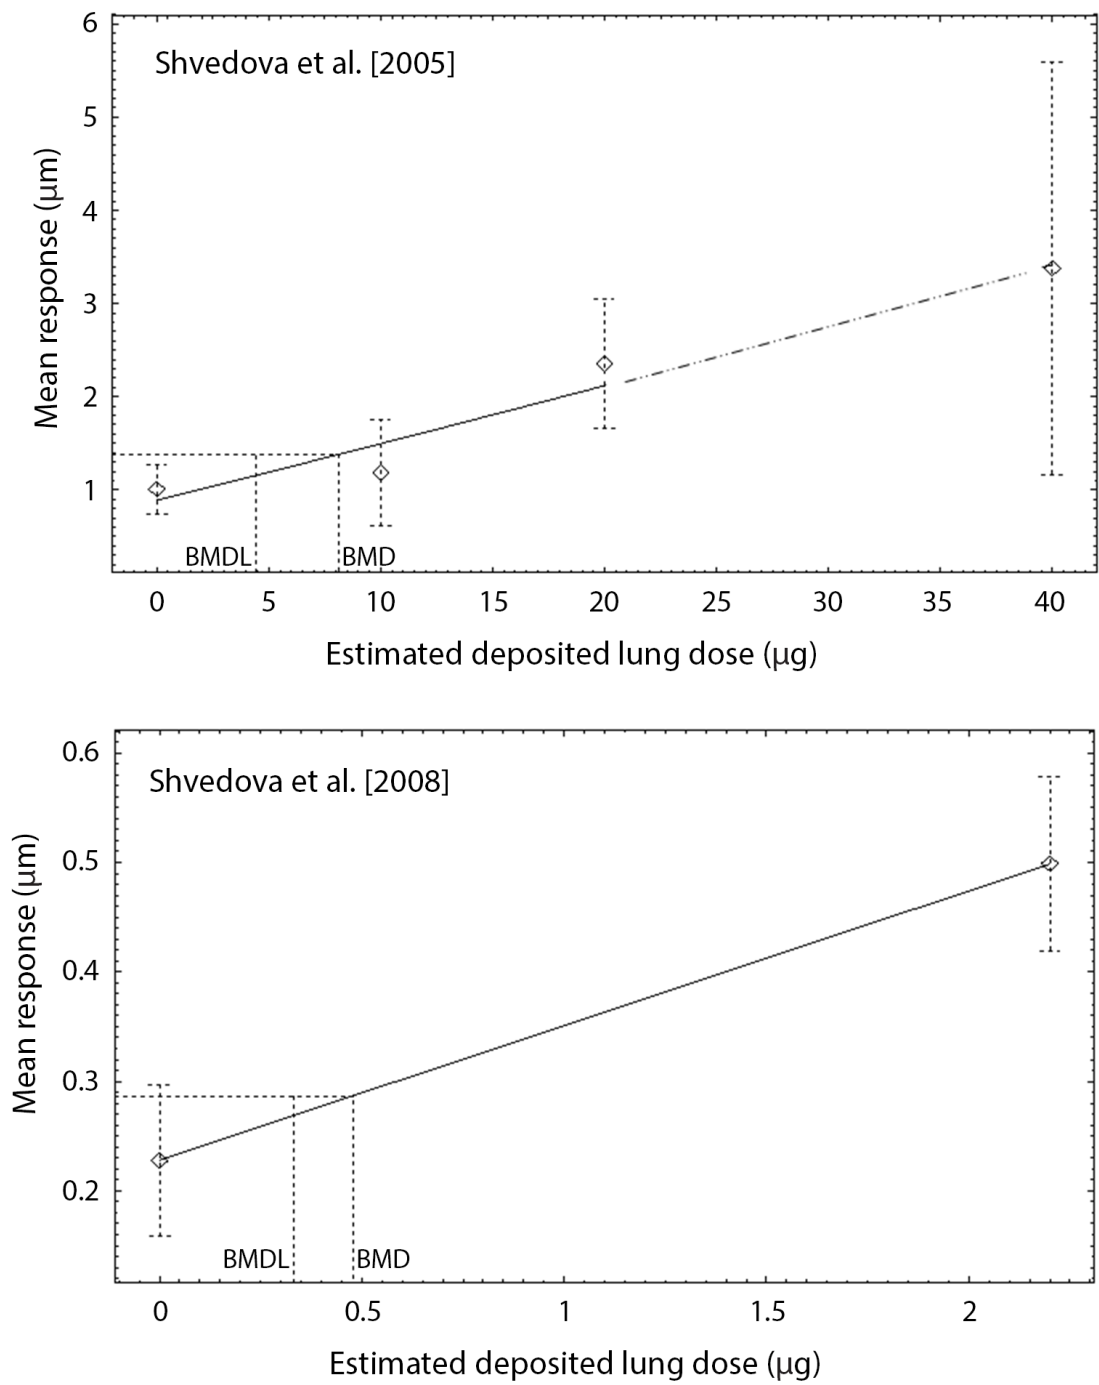 Shvedova et al. [2005]
Mean response (μm)
6
5
4
3
2
1
BMDL BMD
0 5 10 15 20 25 30 35 40
Estimated deposited lung dose (μg)
Shvedova et al. [2008]
Mean response (μm)
0.6
0.5
0.4
0.3
0.2
BMDL BMD
0 0.5 1 1.5 2
Estimated deposited lung dose (μg)